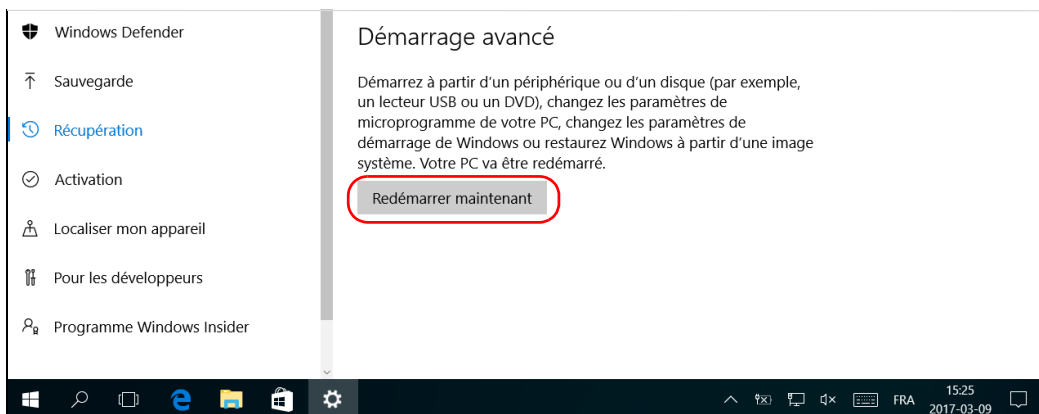 Windows Defender
Sauvegarde
Récupération
Activation
Localiser mon appareil
Pour les développeurs
Programme Windows Insider
Démarrage avancé
Démarrez à partir d'un périphérique ou d'un disque (par exemple,
un lecteur USB ou un DVD), changez les paramètres de
microprogramme de votre PC, changez les paramètres de
démarrage de Windows ou restaurez Windows à partir d'une image
système. Votre PC va être redémarré.
Redémarrer maintenant
FRA
15:25
2017-03-09